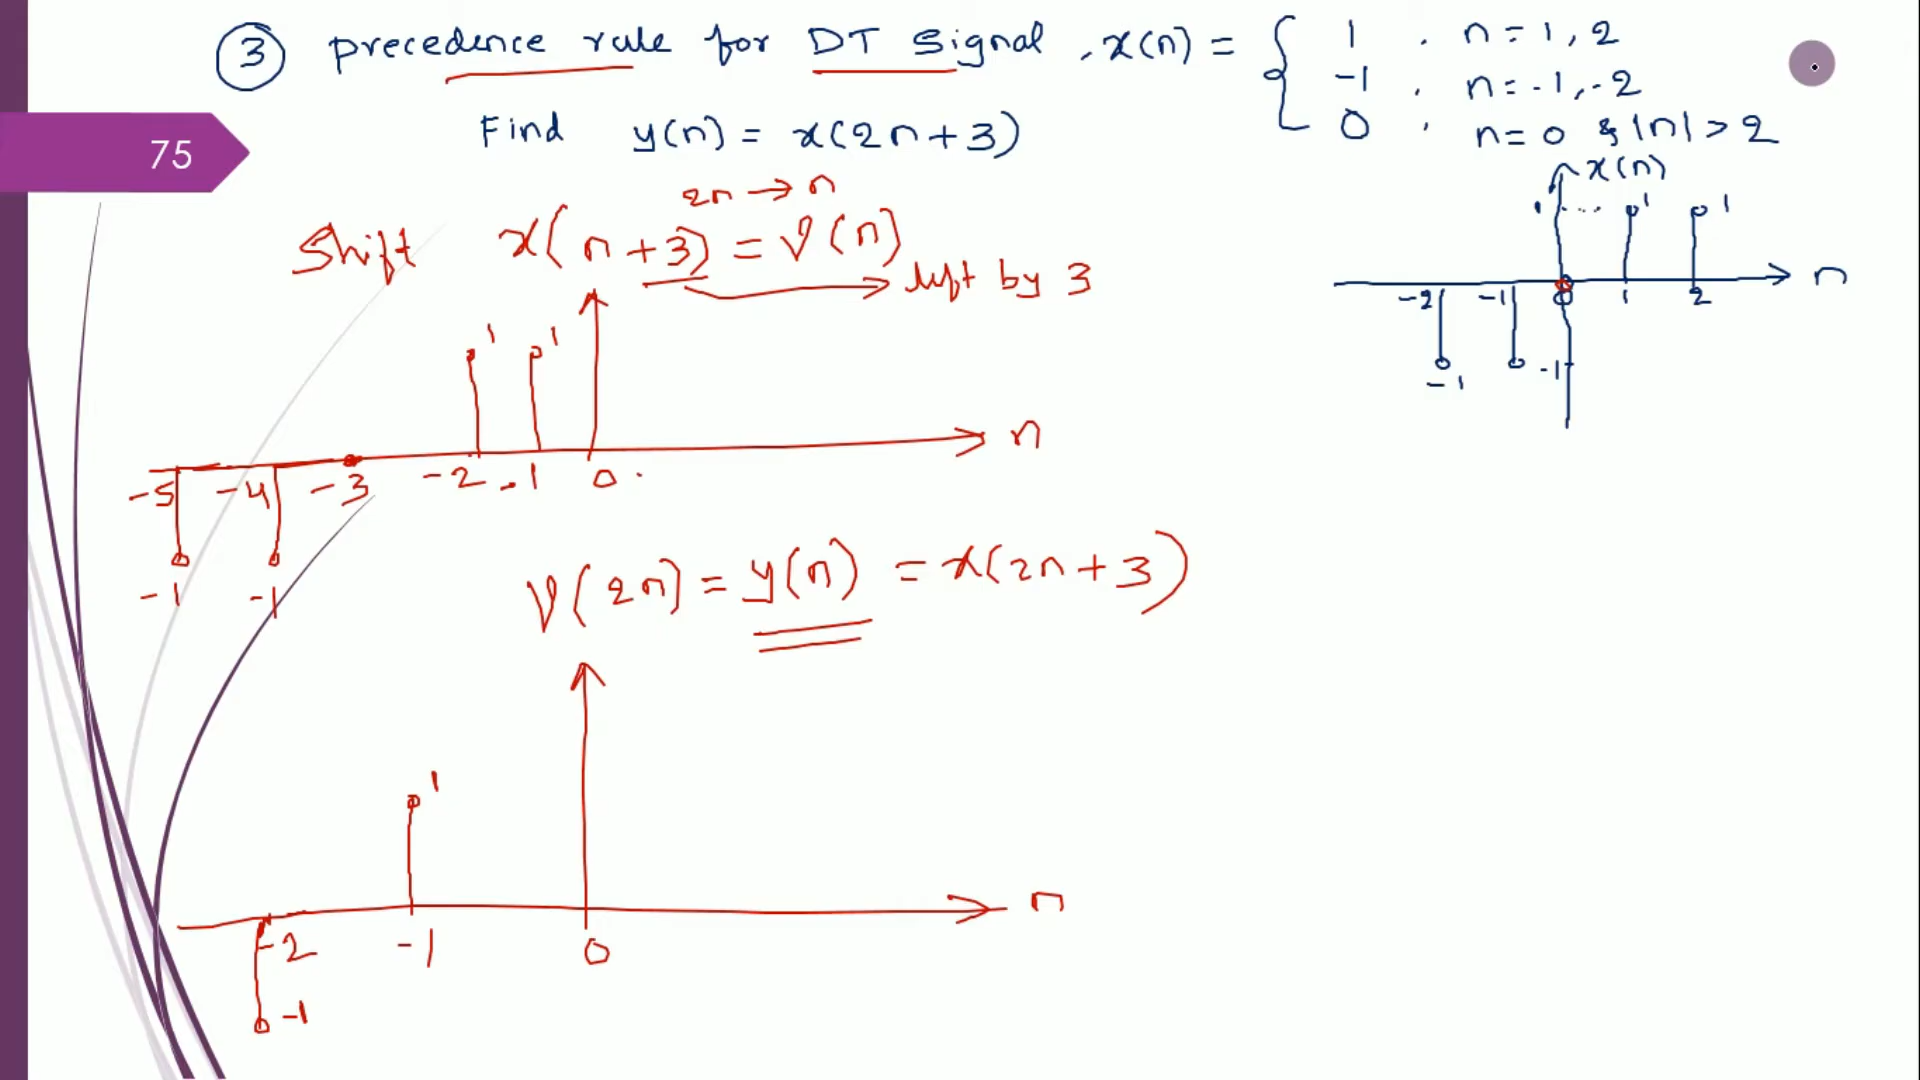 ③ precedence rule for DT signal, x(n) = { 1 , n = 1, 2
-1 , n = -1, -2
0 , n = 0 & |n| > 2
75
Find y(n) = x(2n + 3)
2n → n
Shift x(n + 3) = V(n)
→ left by 3
x(n)
1 1 1
-2 -1 0 1 2 n
-1 -1
1 1
-5 -4 -3 -2 -1 0 n
-1 -1
V(2n) = y(n) = x(2n + 3)
1
-2 -1 0 n
-1